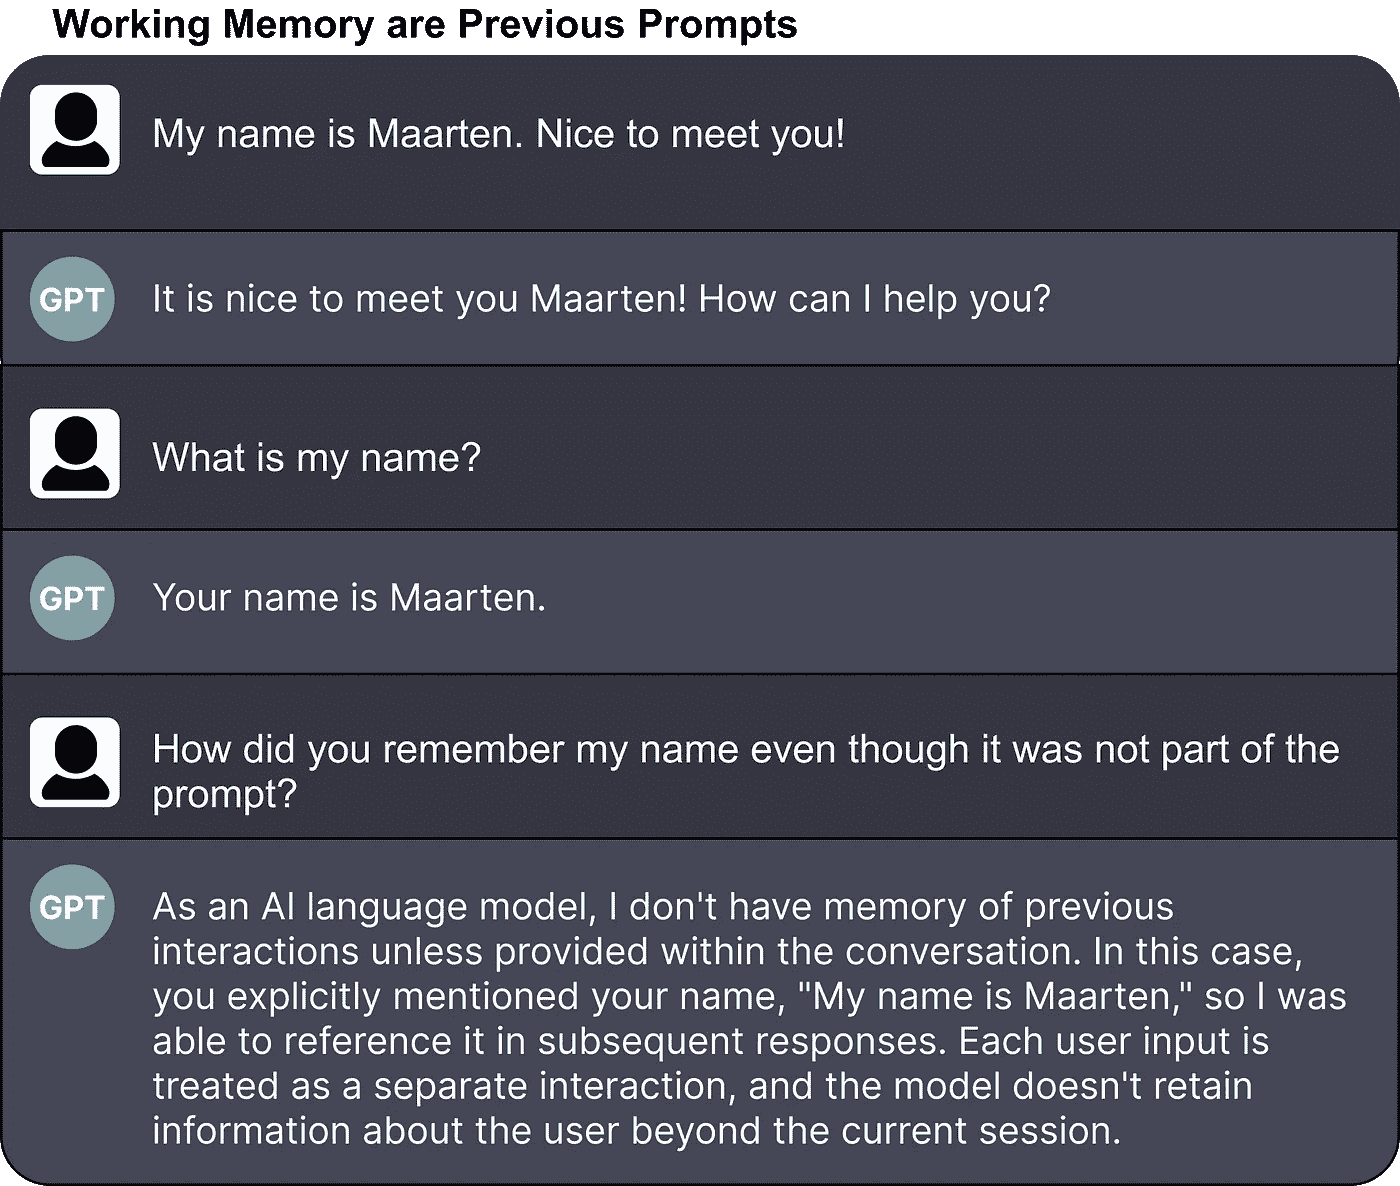 Working Memory are Previous Prompts
My name is Maarten. Nice to meet you!
GPT
It is nice to meet you Maarten! How can I help you?
What is my name?
GPT
Your name is Maarten.
How did you remember my name even though it was not part of the
prompt?
GPT
As an AI language model, I don't have memory of previous
interactions unless provided within the conversation. In this case,
you explicitly mentioned your name, "My name is Maarten," so I was
able to reference it in subsequent responses. Each user input is
treated as a separate interaction, and the model doesn't retain
information about the user beyond the current session.